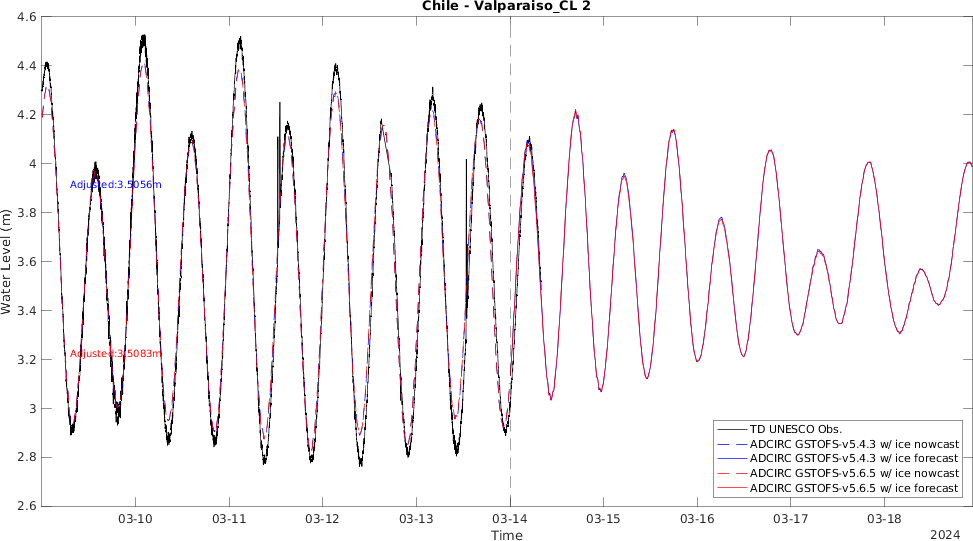 Chile - Valparaiso_CL 2
4.6
4.4
4.2
4
3.8
3.6
3.4
3.2
3
2.8
2.6
Water Level (m)
Adjusted:3.5056m
Adjusted:3.5083m
TD UNESCO Obs.
ADCIRC GSTOFS-v5.4.3 w/ ice nowcast
ADCIRC GSTOFS-v5.4.3 w/ ice forecast
ADCIRC GSTOFS-v5.6.5 w/ ice nowcast
ADCIRC GSTOFS-v5.6.5 w/ ice forecast
03-10 03-11 03-12 03-13 03-14 03-15 03-16 03-17 03-18
Time
2024